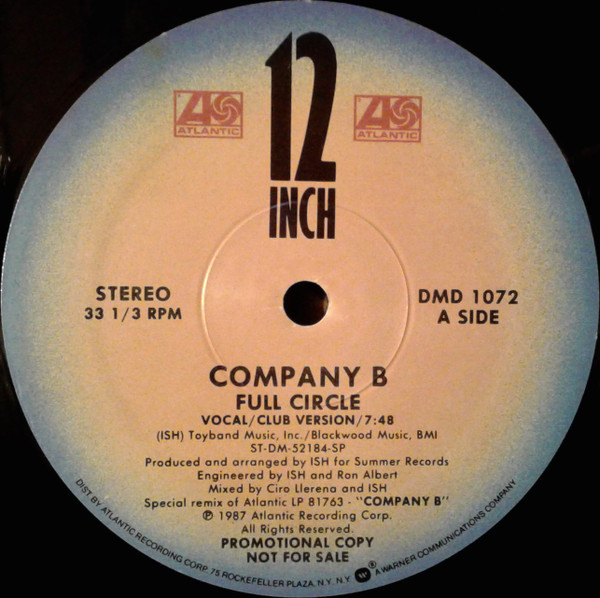 12
INCH
ATLANTIC
ATLANTIC
STEREO
33 1/3 RPM
DMD 1072
A SIDE
COMPANY B
FULL CIRCLE
VOCAL/CLUB VERSION/7:48
(ISH) Toyband Music, Inc./Blackwood Music, BMI
ST-DM-52184-SP
Produced and arranged by ISH for Summer Records
Engineered by ISH and Ron Albert
Mixed by Ciro Llerena and ISH
Special remix of Atlantic LP 81763 - "COMPANY B"
℗ 1987 Atlantic Recording Corp.
All Rights Reserved.
PROMOTIONAL COPY
NOT FOR SALE
DIST. BY ATLANTIC RECORDING CORP. 75 ROCKEFELLER PLAZA, N.Y. N.Y. ® A WARNER COMMUNICATIONS COMPANY